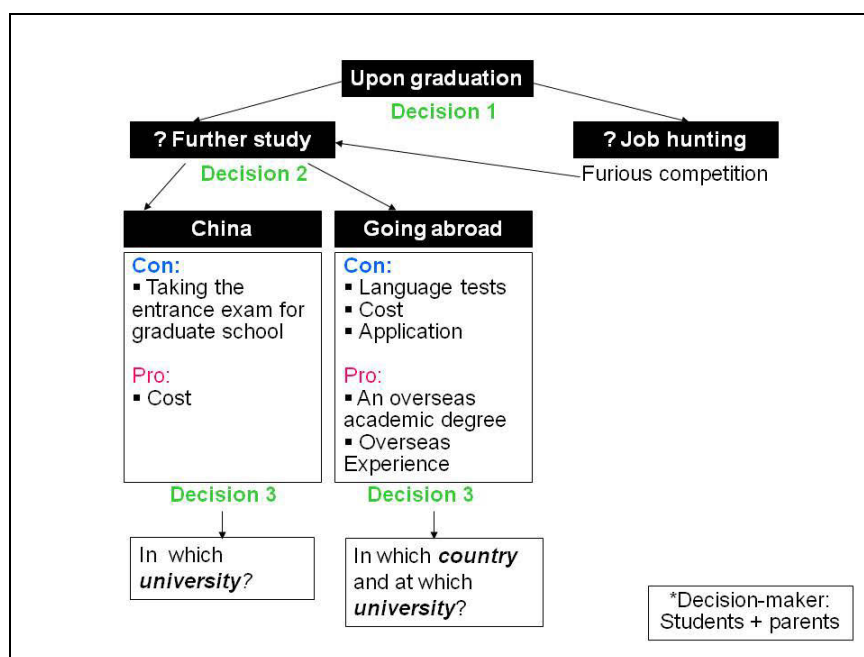 Upon graduation
Decision 1
? Further study
? Job hunting
Decision 2
Furious competition
China
Con:
▪ Taking the
entrance exam for
graduate school
Pro:
▪ Cost
Going abroad
Con:
▪ Language tests
▪ Cost
▪ Application
Pro:
▪ An overseas
academic degree
▪ Overseas
Experience
Decision 3
Decision 3
In which
university?
In which country
and at which
university?
*Decision-maker:
Students + parents